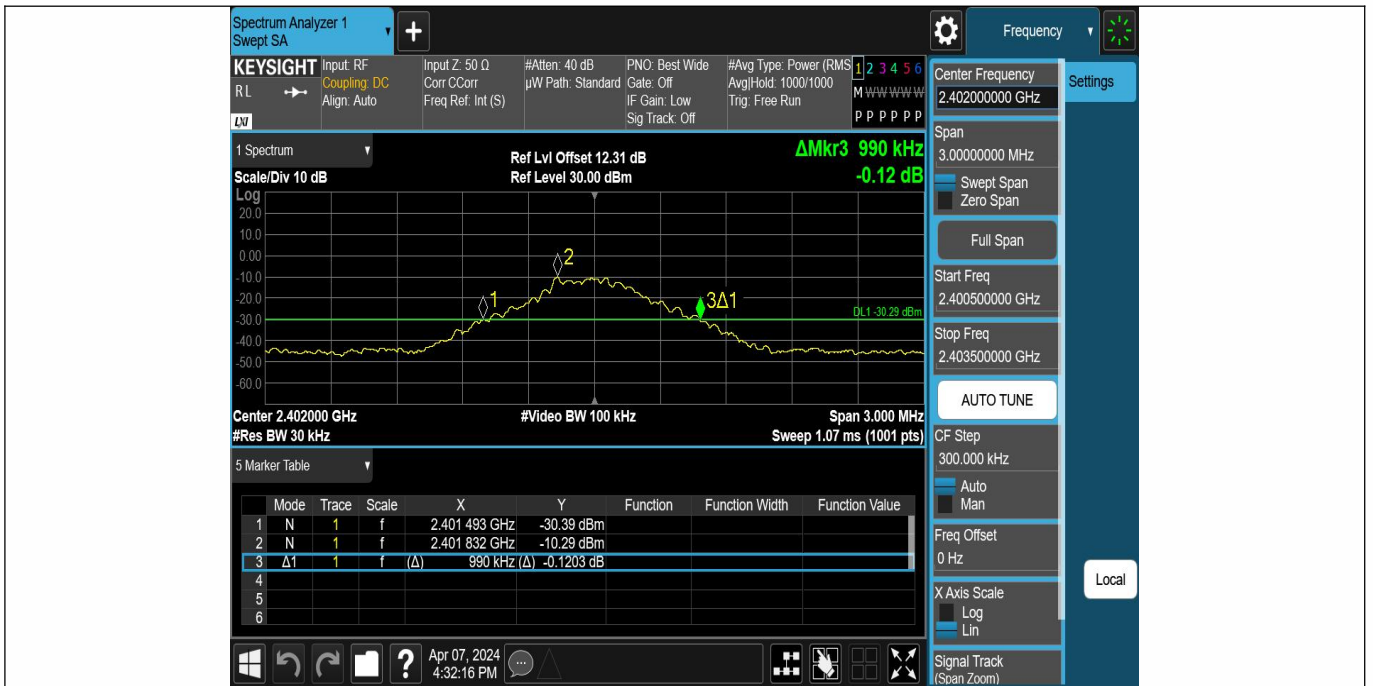 Spectrum Analyzer 1
Swept SA
+
Frequency
KEYSIGHT
RL
LXI
Input: RF
Coupling: DC
Align: Auto
Input Z: 50 Ω
Corr CCorr
Freq Ref: Int (S)
#Atten: 40 dB
µW Path: Standard
PNO: Best Wide
Gate: Off
IF Gain: Low
Sig Track: Off
#Avg Type: Power (RMS
Avg|Hold: 1000/1000
Trig: Free Run
1 2 3 4 5 6
M W W W W W
P P P P P P
1 Spectrum
Scale/Div 10 dB
Ref Lvl Offset 12.31 dB
Ref Level 30.00 dBm
ΔMkr3 990 kHz
-0.12 dB
Log
20.0
10.0
0.00
-10.0
-20.0
-30.0
-40.0
-50.0
-60.0
1
2
3Δ1
DL1 -30.29 dBm
Center 2.402000 GHz
#Video BW 100 kHz
Span 3.000 MHz
#Res BW 30 kHz
Sweep 1.07 ms (1001 pts)
5 Marker Table
Mode Trace Scale X Y Function Function Width Function Value
1 N 1 f 2.401 493 GHz -30.39 dBm
2 N 1 f 2.401 832 GHz -10.29 dBm
3 Δ1 1 f (Δ) 990 kHz (Δ) -0.1203 dB
4
5
6
?
Apr 07, 2024
4:32:16 PM
Center Frequency
2.402000000 GHz
Span
3.00000000 MHz
Swept Span
Zero Span
Full Span
Start Freq
2.400500000 GHz
Stop Freq
2.403500000 GHz
AUTO TUNE
CF Step
300.000 kHz
Auto
Man
Freq Offset
0 Hz
X Axis Scale
Log
Lin
Signal Track
(Span Zoom)
Settings
Local